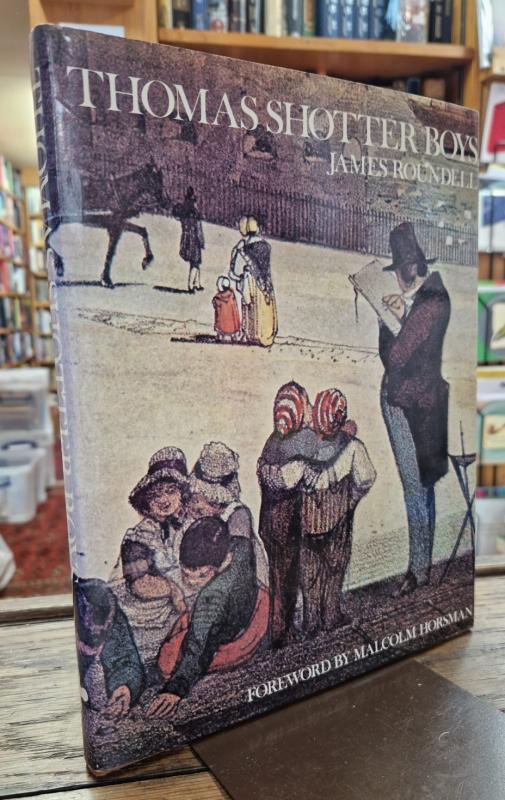 THOMAS SHOTTER BOYS
JAMES ROUNDELL
FOREWORD BY MALCOLM HORSMAN